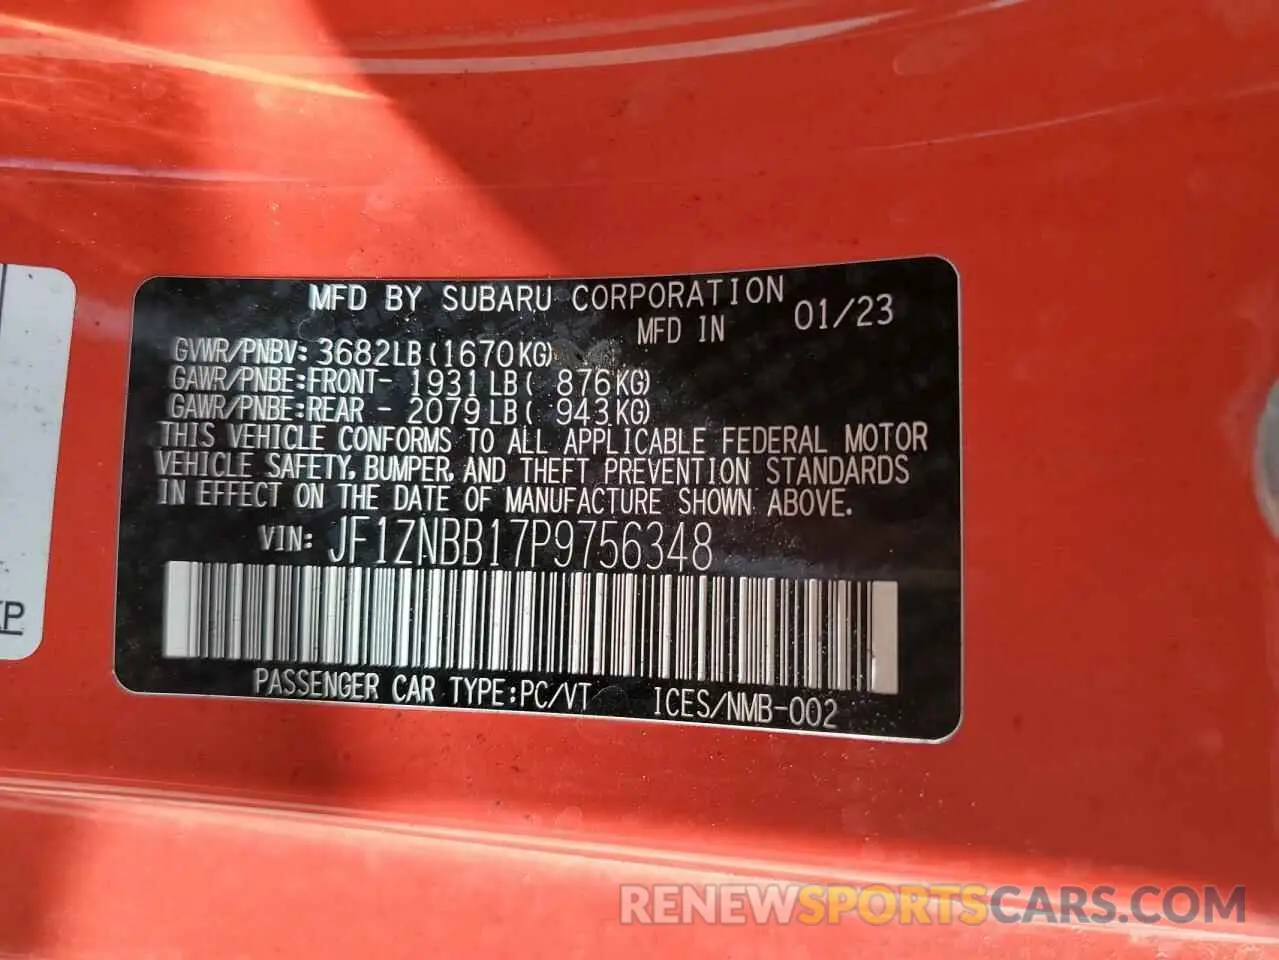 MFD BY SUBARU CORPORATION
MFD IN 01/23
GVWR/PNBV: 3682LB(1670KG)
GAWR/PNBE:FRONT- 1931LB( 876KG)
GAWR/PNBE:REAR - 2079LB( 943KG)
THIS VEHICLE CONFORMS TO ALL APPLICABLE FEDERAL MOTOR
VEHICLE SAFETY, BUMPER, AND THEFT PREVENTION STANDARDS
IN EFFECT ON THE DATE OF MANUFACTURE SHOWN ABOVE.
VIN: JF1ZNBB17P9756348
PASSENGER CAR TYPE:PC/VT ICES/NMB-002
RENEWSPORTSCARS.COM